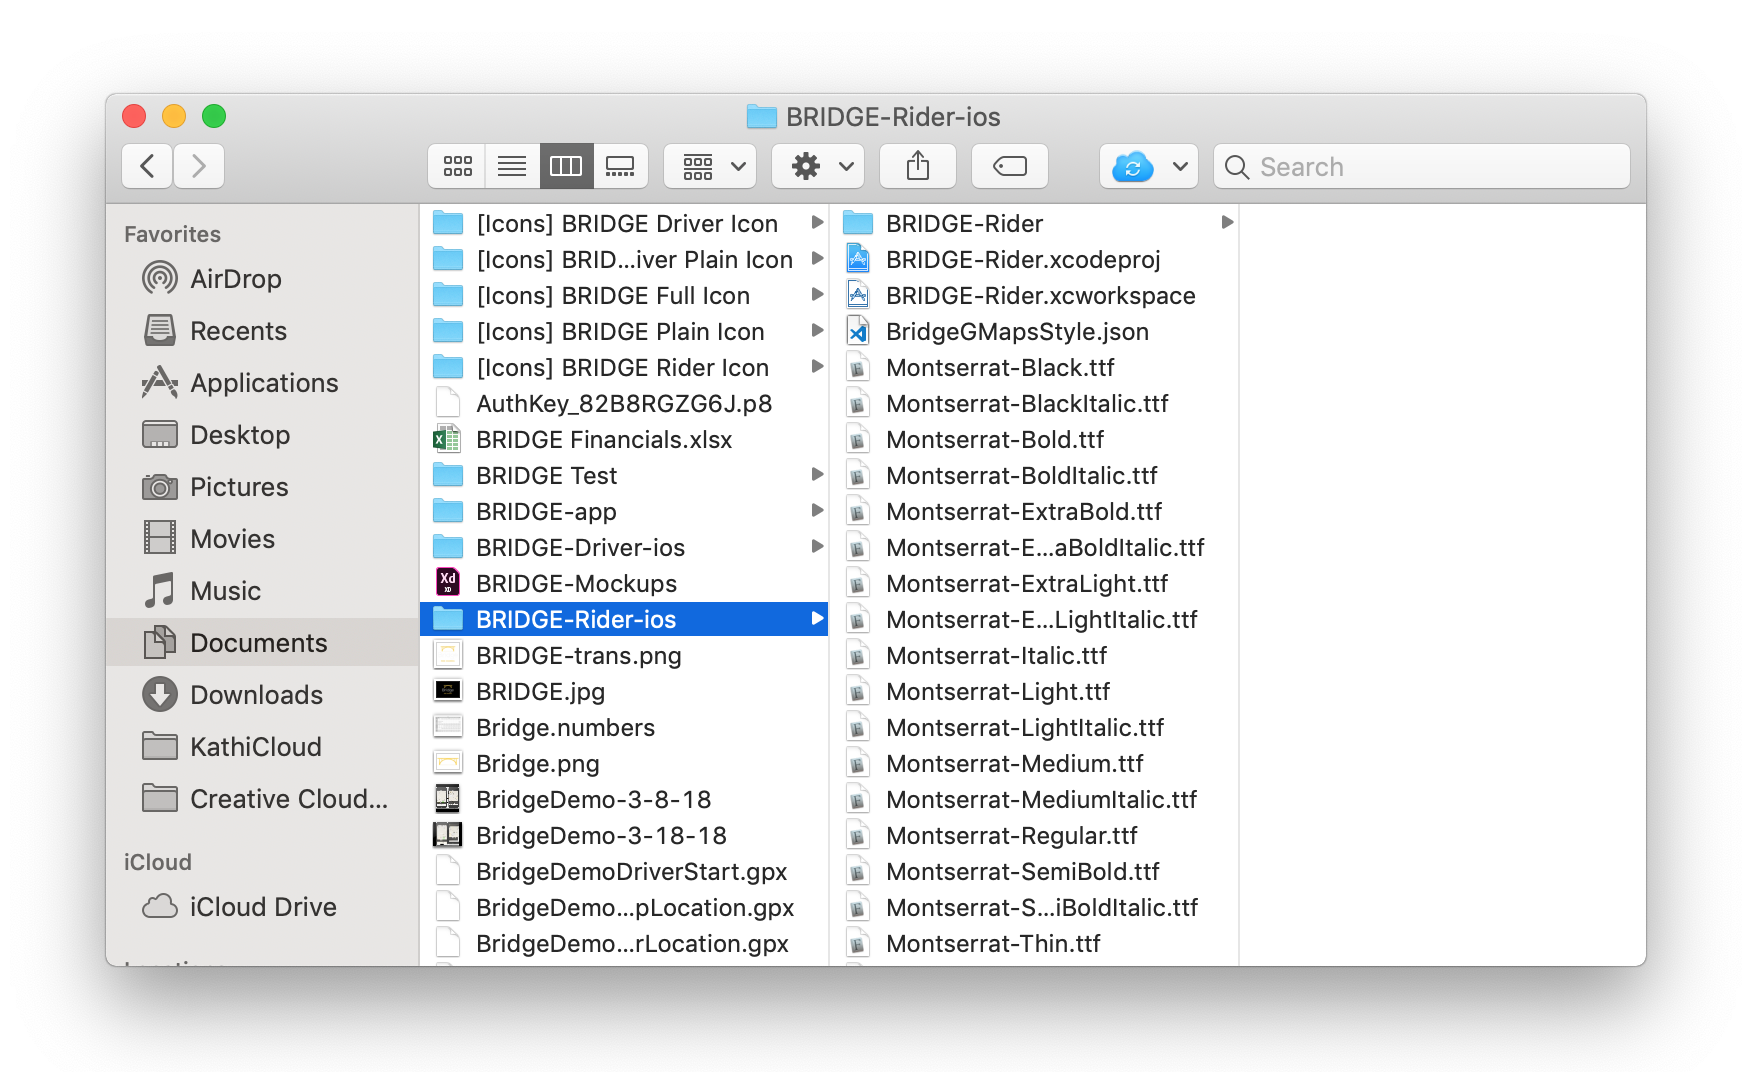 BRIDGE-Rider-ios
Search
Favorites
AirDrop
Recents
Applications
Desktop
Pictures
Movies
Music
Documents
Downloads
KathiCloud
Creative Cloud...
iCloud
iCloud Drive
[Icons] BRIDGE Driver Icon
[Icons] BRID...iver Plain Icon
[Icons] BRIDGE Full Icon
[Icons] BRIDGE Plain Icon
[Icons] BRIDGE Rider Icon
AuthKey_82B8RGZG6J.p8
BRIDGE Financials.xlsx
BRIDGE Test
BRIDGE-app
BRIDGE-Driver-ios
BRIDGE-Mockups
BRIDGE-Rider-ios
BRIDGE-trans.png
BRIDGE.jpg
Bridge.numbers
Bridge.png
BridgeDemo-3-8-18
BridgeDemo-3-18-18
BridgeDemoDriverStart.gpx
BridgeDemo...pLocation.gpx
BridgeDemo...rLocation.gpx
BRIDGE-Rider
BRIDGE-Rider.xcodeproj
BRIDGE-Rider.xcworkspace
BridgeGMapsStyle.json
Montserrat-Black.ttf
Montserrat-BlackItalic.ttf
Montserrat-Bold.ttf
Montserrat-BoldItalic.ttf
Montserrat-ExtraBold.ttf
Montserrat-E...aBoldItalic.ttf
Montserrat-ExtraLight.ttf
Montserrat-E...LightItalic.ttf
Montserrat-Italic.ttf
Montserrat-Light.ttf
Montserrat-LightItalic.ttf
Montserrat-Medium.ttf
Montserrat-MediumItalic.ttf
Montserrat-Regular.ttf
Montserrat-SemiBold.ttf
Montserrat-S...iBoldItalic.ttf
Montserrat-Thin.ttf